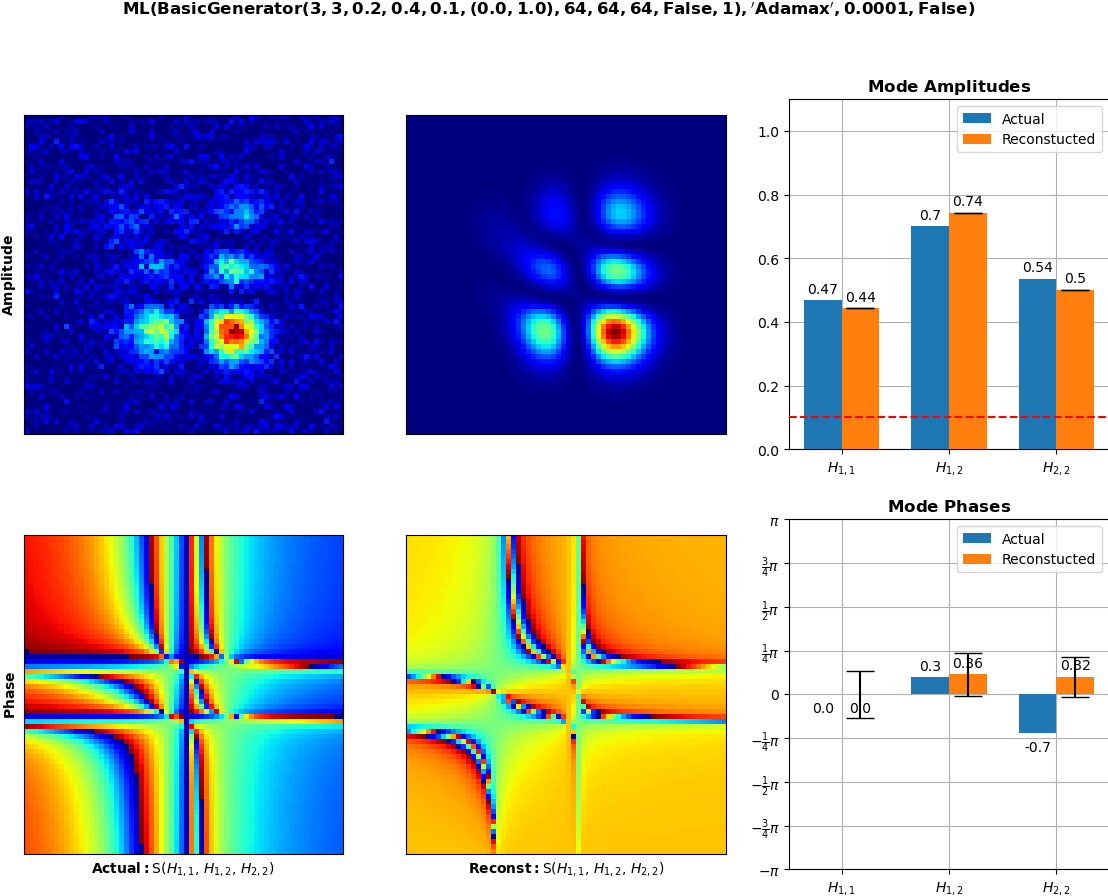 ML(BasicGenerator(3, 3, 0.2, 0.4, 0.1, (0.0, 1.0), 64, 64, 64, False, 1), ′Adamax′, 0.0001, False)
Amplitude
Mode Amplitudes
Actual
Reconstucted
1.0
0.8
0.6
0.4
0.2
0.0
0.47
0.44
0.7
0.74
0.54
0.5
H1,1
H1,2
H2,2
Phase
Actual: S(H1,1, H1,2, H2,2)
Reconst: S(H1,1, H1,2, H2,2)
Mode Phases
Actual
Reconstucted
π
3/4π
1/2π
1/4π
0
−1/4π
−1/2π
−3/4π
−π
0.0
0.0
0.3
0.36
-0.7
0.32
H1,1
H1,2
H2,2